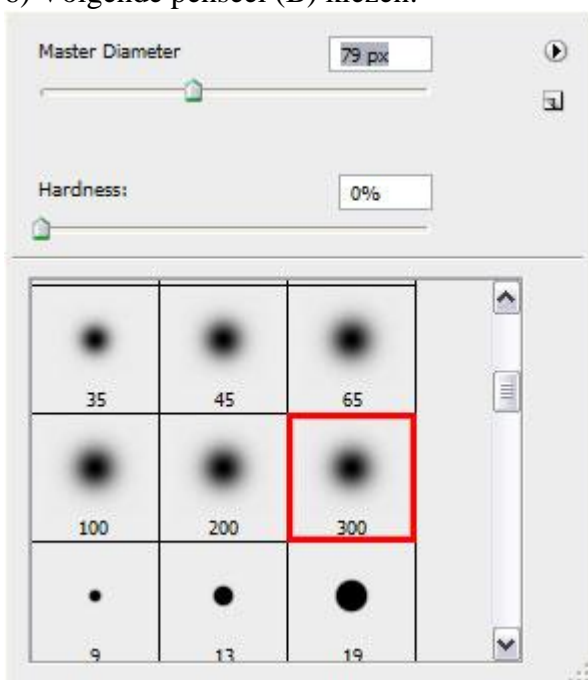 6) Volgende penseel (B) kiezen:
Master Diameter 79 px
Hardness: 0%
35 45 65
100 200 300
9 13 19